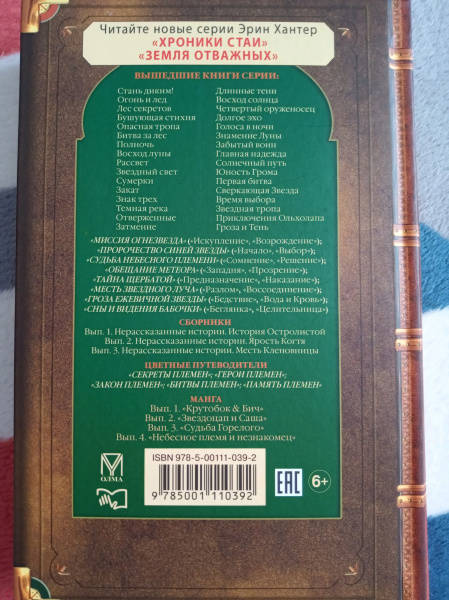 Читайте новые серии Эрин Хантер
«ХРОНИКИ СТАИ»
«ЗЕМЛЯ ОТВАЖНЫХ»
ВЫШЕДШИЕ КНИГИ СЕРИИ:
Стань диким!
Огонь и лед
Лес секретов
Бушующая стихия
Опасная тропа
Битва за лес
Полночь
Восход луны
Рассвет
Звездный свет
Сумерки
Закат
Знак трех
Темная река
Отверженные
Затмение
Длинные тени
Восход солнца
Четвертый оруженосец
Долгое эхо
Голоса в ночи
Знамение Луны
Забытый воин
Главная надежда
Солнечный путь
Юность Грома
Первая битва
Сверкающая Звезда
Время выбора
Звездная тропа
Приключения Ольхолапа
Гроза и Тень
«МИССИЯ ОГНЕЗВЕЗДА» («Искупление», «Возрождение»);
«ПРОРОЧЕСТВО СИНЕЙ ЗВЕЗДЫ» («Начало», «Выбор»);
«СУДЬБА НЕБЕСНОГО ПЛЕМЕНИ» («Сомнение», «Решение»);
«ОБЕЩАНИЕ МЕТЕОРА» («Западня», «Прозрение»);
«ТАЙНА ЩЕРБАТОЙ» («Предназначение», «Наказание»);
«МЕСТЬ ЗВЕЗДНОГО ЛУЧА» («Разлом», «Воссоединение»);
«ГРОЗА ЕЖЕВИЧНОЙ ЗВЕЗДЫ» («Бедствие», «Вода и Кровь»);
«СНЫ И ВИДЕНИЯ БАБОЧКИ» («Беглянка», «Целительница»)
СБОРНИКИ
Вып. 1. Нерассказанные истории. История Остролистой
Вып. 2. Нерассказанные истории. Ярость Когтя
Вып. 3. Нерассказанные истории. Месть Кленовницы
ЦВЕТНЫЕ ПУТЕВОДИТЕЛИ
«СЕКРЕТЫ ПЛЕМЕН»; «ГЕРОИ ПЛЕМЕН»;
«ЗАКОН ПЛЕМЕН»; «БИТВЫ ПЛЕМЕН»; «ПАМЯТЬ ПЛЕМЕН»
МАНГА
Вып. 1. «Крутобок & Бич»
Вып. 2. «Звездоцап и Саша»
Вып. 3. «Судьба Горелого»
Вып. 4. «Небесное племя и незнакомец»
ISBN 978-5-00111-039-2
9 785001 110392
ОЛМА
EAC
6+